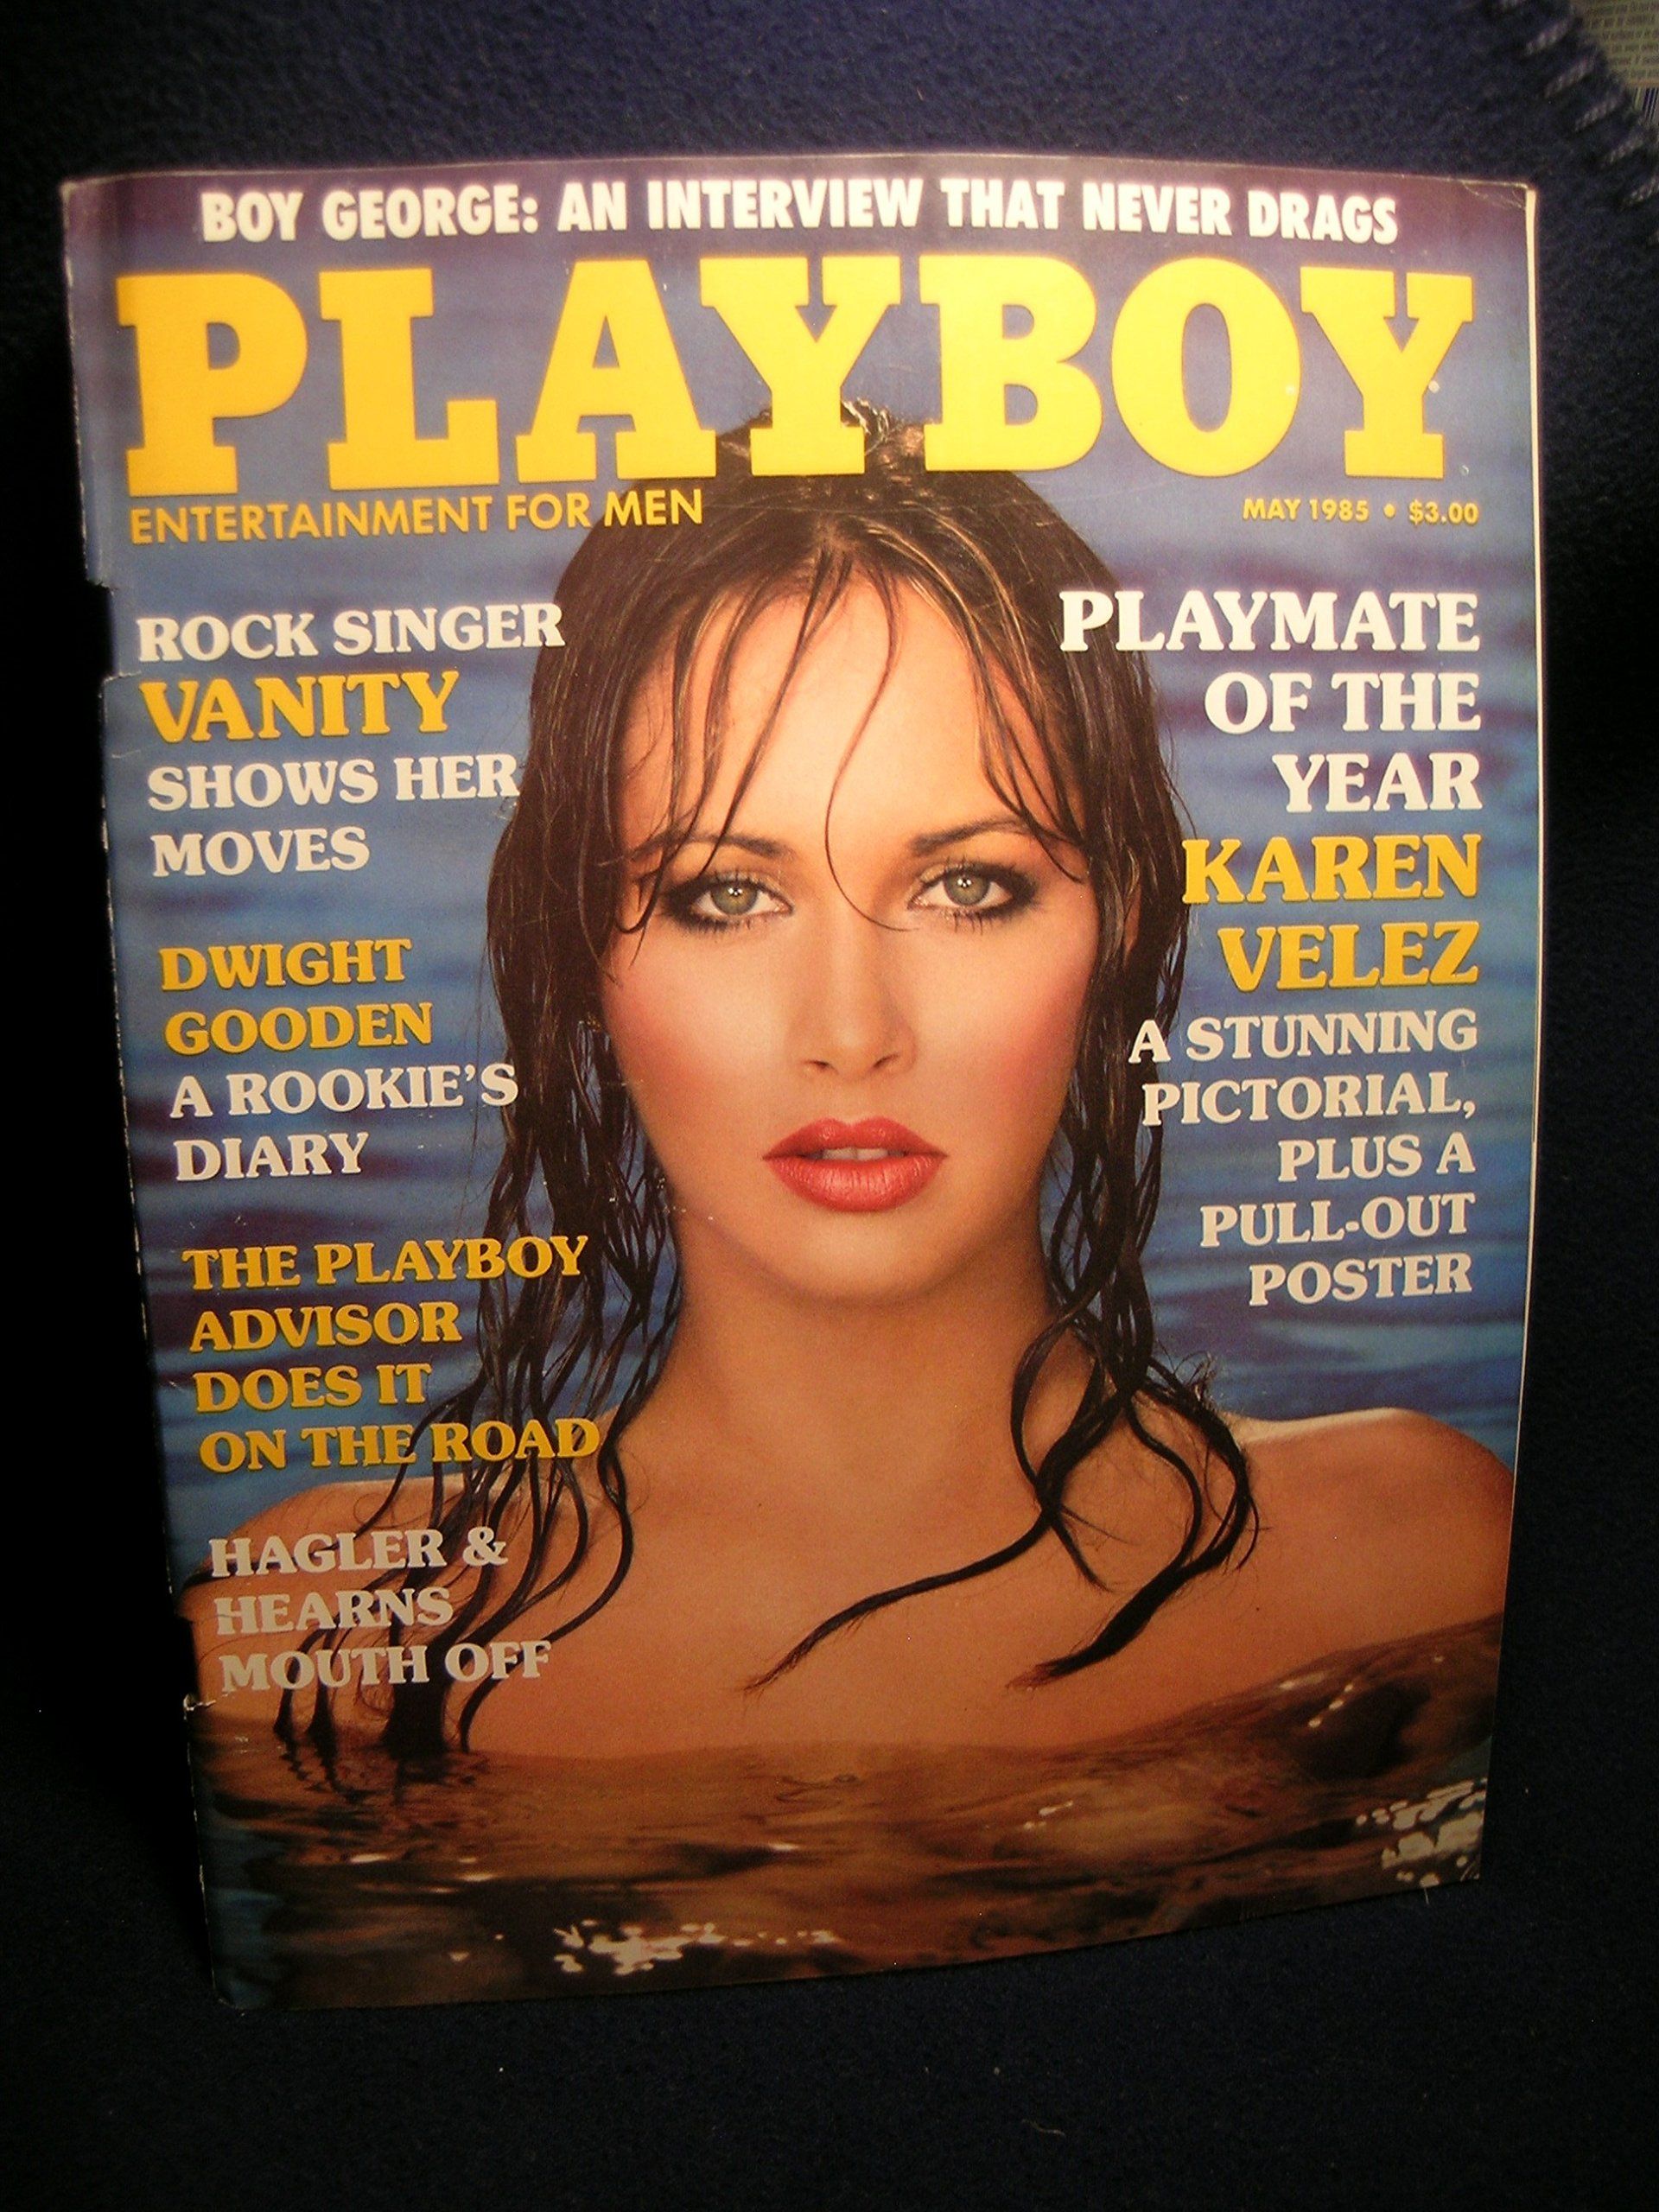 BOY GEORGE: AN INTERVIEW THAT NEVER DRAGS
PLAYBOY
ENTERTAINMENT FOR MEN
MAY 1985 • $3.00
ROCK SINGER
VANITY
SHOWS HER
MOVES
DWIGHT
GOODEN
A ROOKIE'S
DIARY
THE PLAYBOY
ADVISOR
DOES IT
ON THE ROAD
HAGLER &
HEARNS
MOUTH OFF
PLAYMATE
OF THE
YEAR
KAREN
VELEZ
A STUNNING
PICTORIAL,
PLUS A
PULL-OUT
POSTER